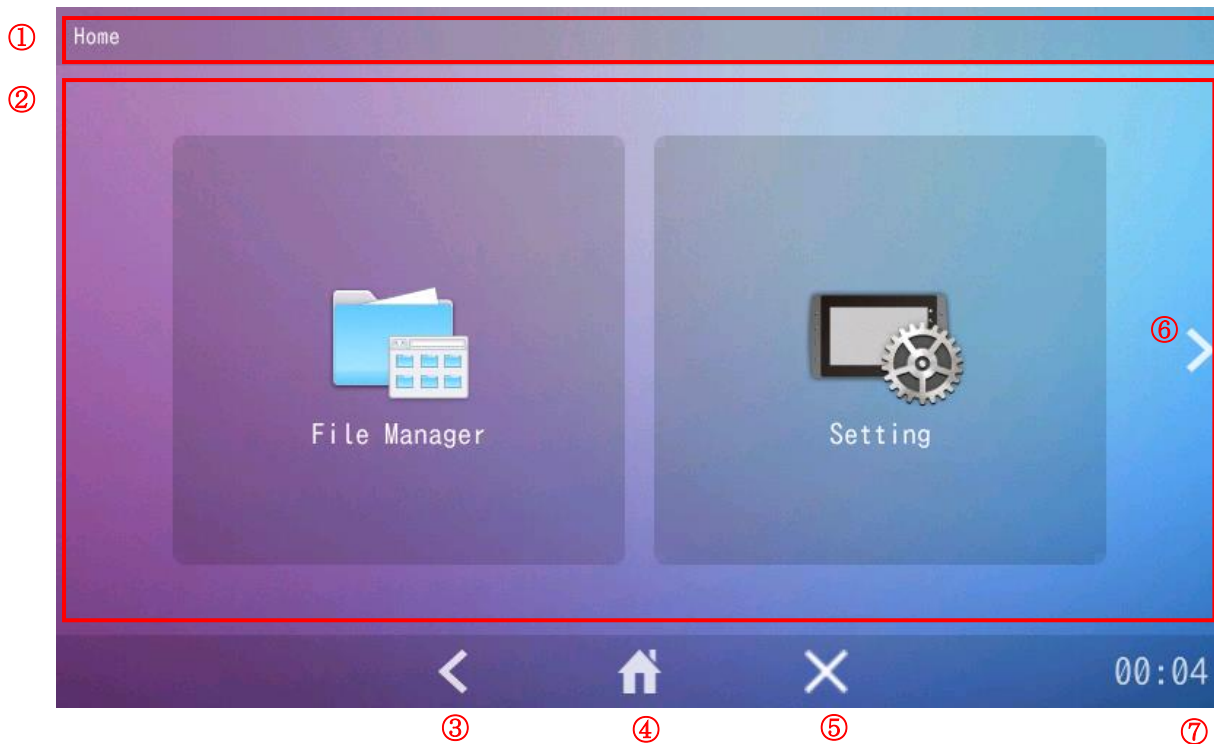 ① Home
②
⑥
File Manager Setting
00:04
③ ④ ⑤ ⑦